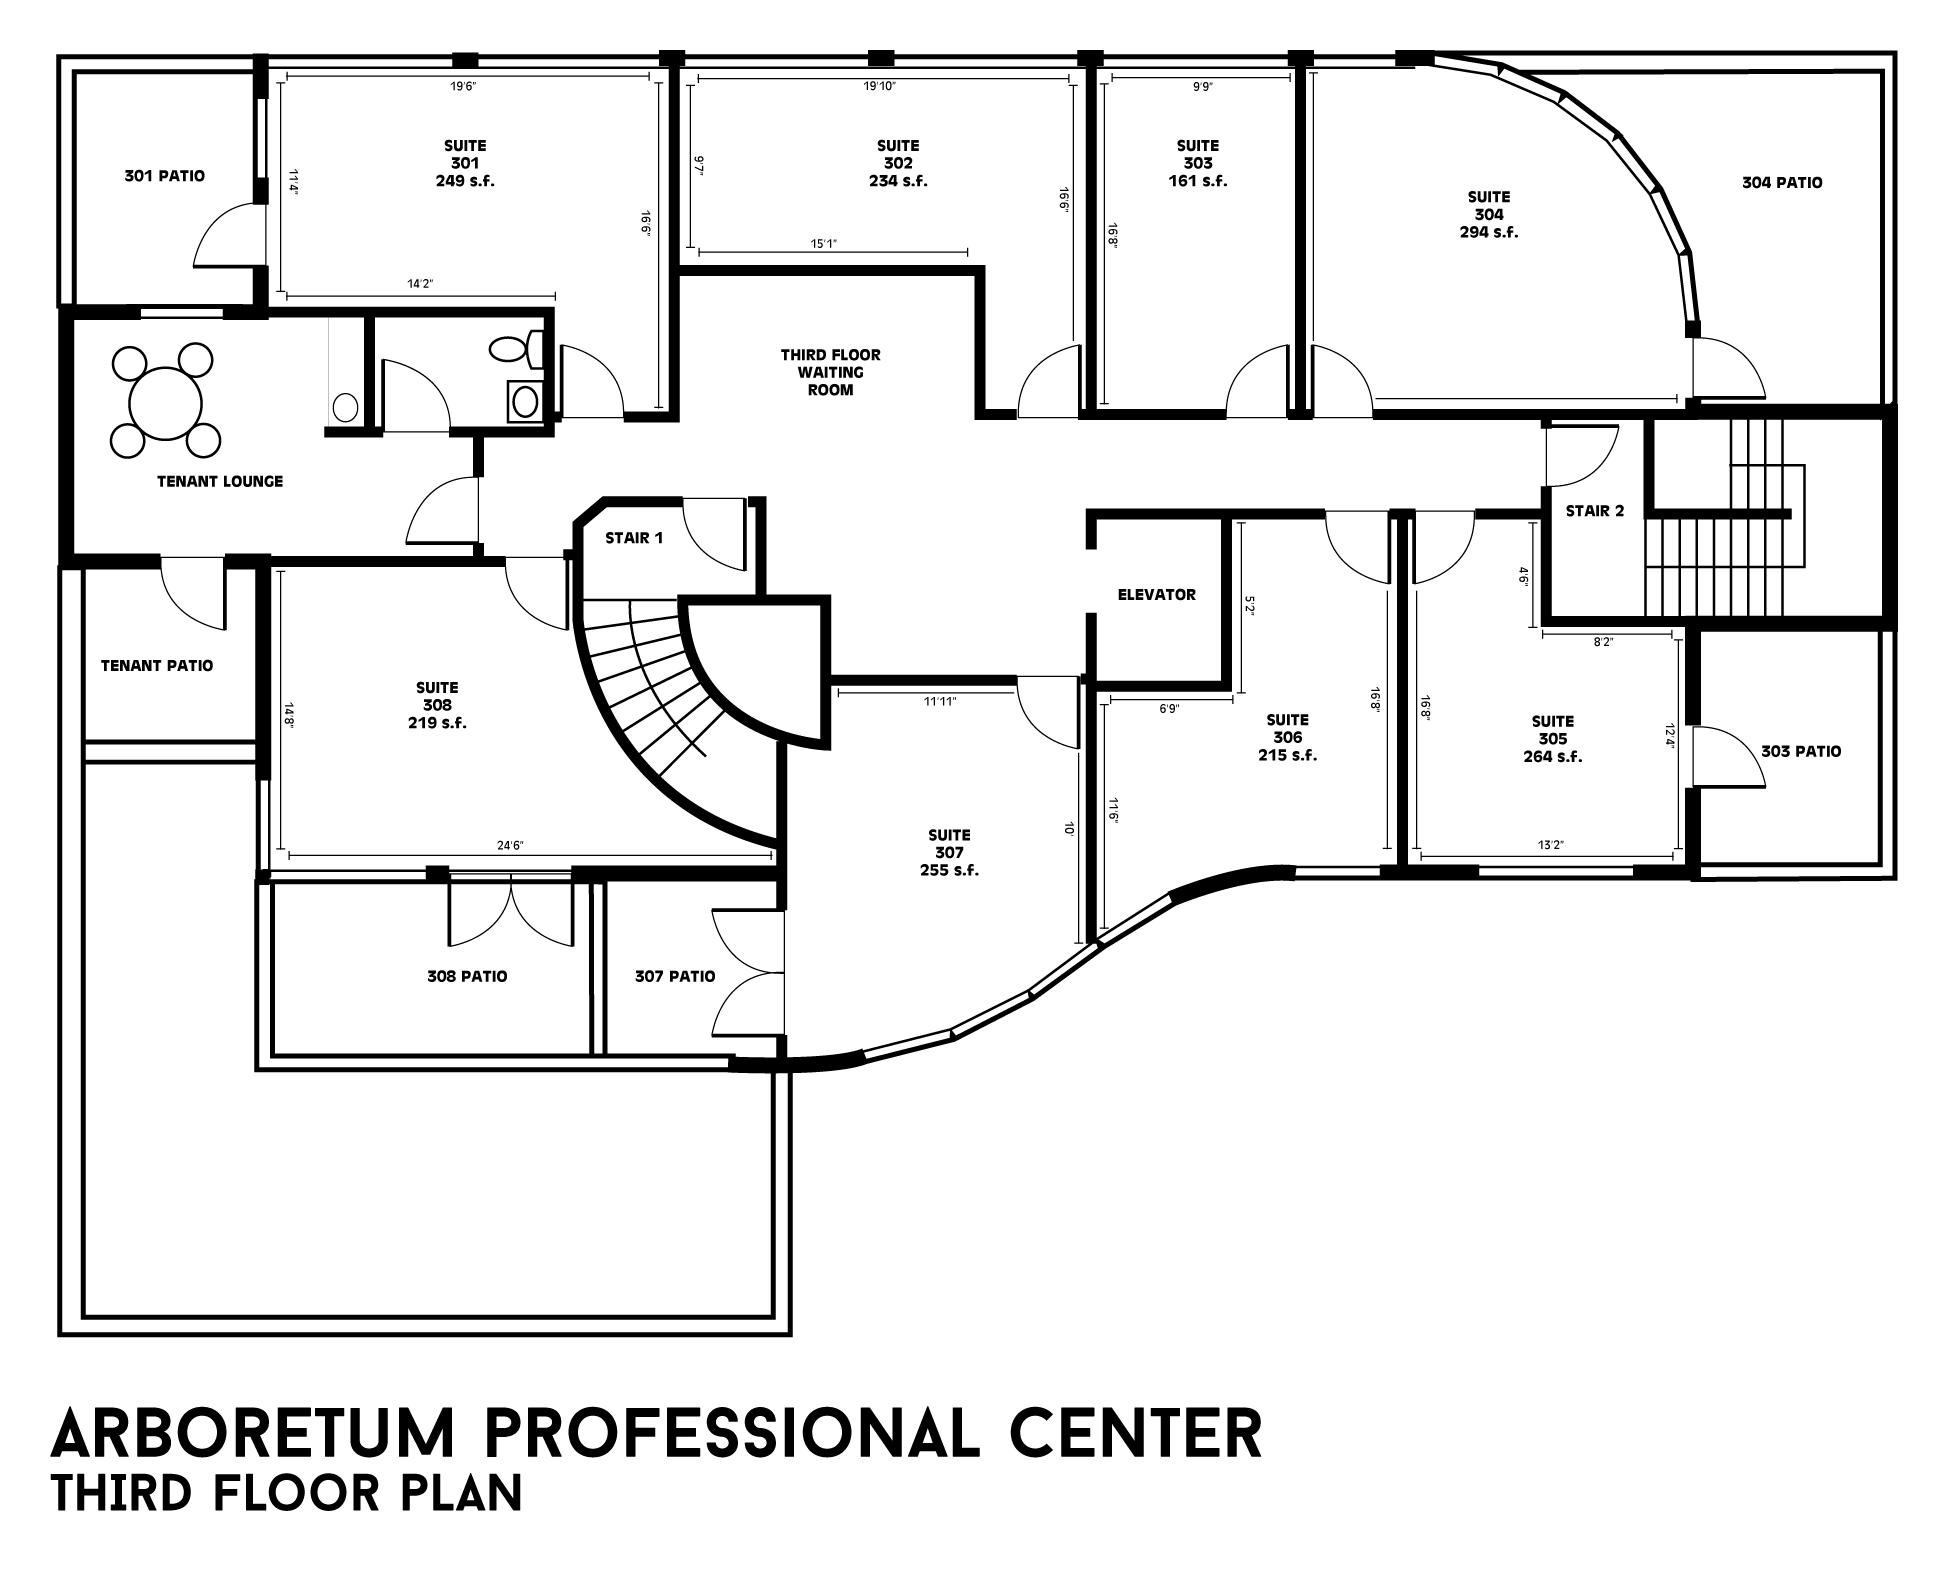 19'6"
19'10"
9'9"
301 PATIO
11'4"
SUITE
301
249 s.f.
16'6"
14'2"
9'7"
SUITE
302
234 s.f.
16'6"
15'1"
SUITE
303
161 s.f.
16'8"
SUITE
304
294 s.f.
304 PATIO
THIRD FLOOR
WAITING
ROOM
TENANT LOUNGE
STAIR 1
STAIR 2
ELEVATOR
5'2"
4'6"
8'2"
TENANT PATIO
14'8"
SUITE
308
219 s.f.
24'6"
11'11"
6'9"
SUITE
306
215 s.f.
16'8"
11'6"
16'8"
SUITE
305
264 s.f.
12'4"
13'2"
303 PATIO
SUITE
307
255 s.f.
10'
308 PATIO
307 PATIO
ARBORETUM PROFESSIONAL CENTER
THIRD FLOOR PLAN